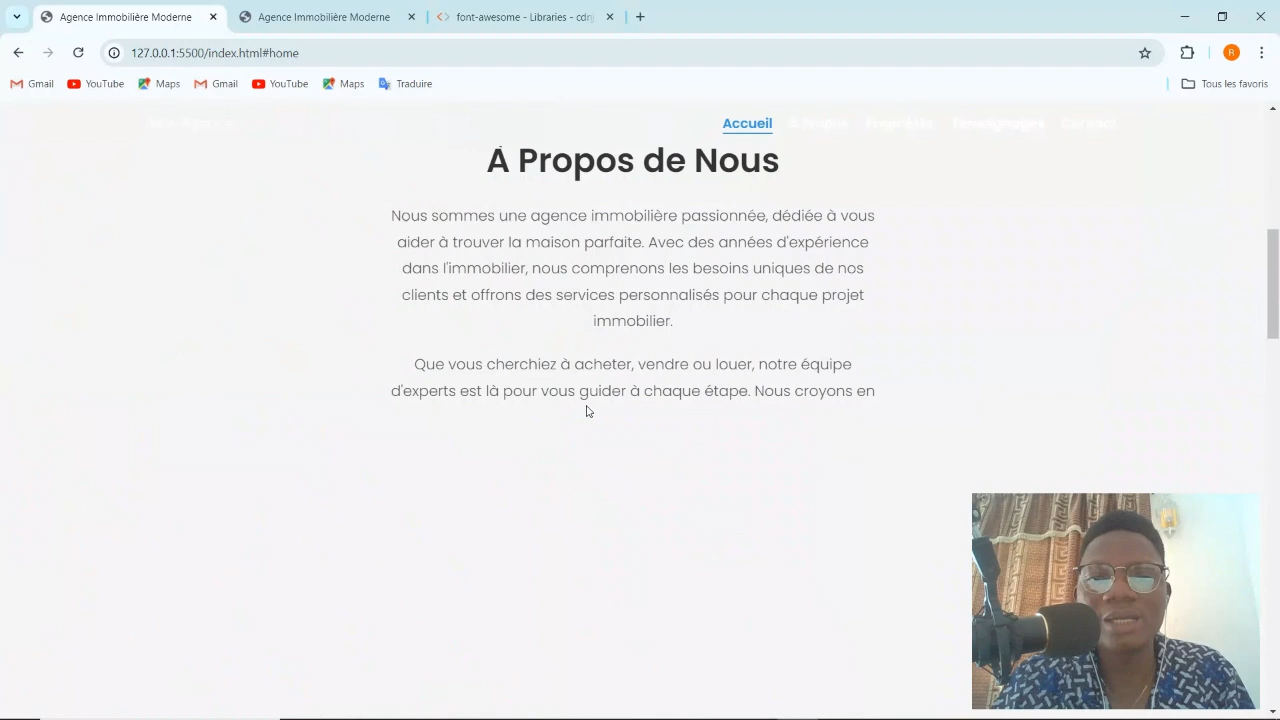 Agence Immobilière Moderne
Agence Immobilière Moderne
font-awesome - Libraries - cdnj
127.0.0.1:5500/index.html#home
R
Gmail
YouTube
Maps
Gmail
YouTube
Maps
Traduire
Tous les favoris
Accueil
À Propos
Propriétés
Témoignages
Contact
À Propos de Nous
Nous sommes une agence immobilière passionnée, dédiée à vous
aider à trouver la maison parfaite. Avec des années d'expérience
dans l'immobilier, nous comprenons les besoins uniques de nos
clients et offrons des services personnalisés pour chaque projet
immobilier.
Que vous cherchiez à acheter, vendre ou louer, notre équipe
d'experts est là pour vous guider à chaque étape. Nous croyons en